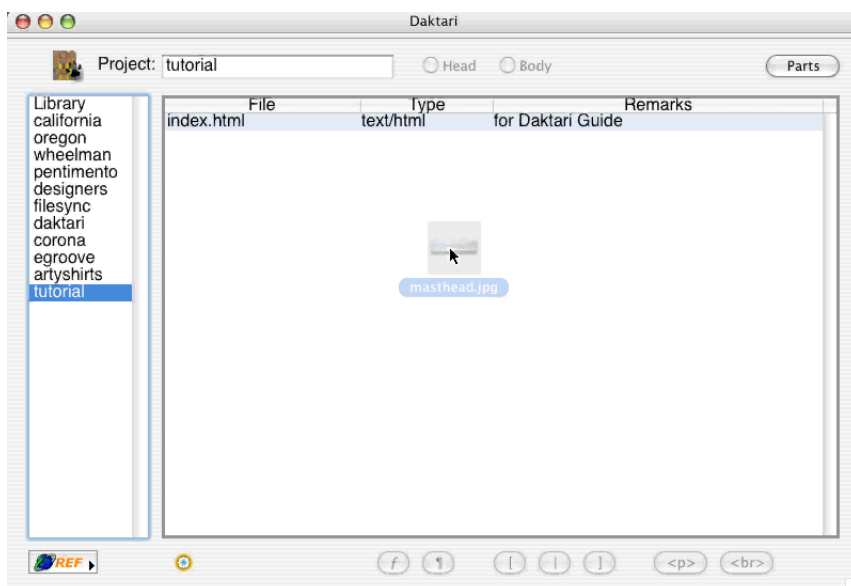 Daktari
Project: tutorial Head Body Parts
Library
california
oregon
wheelman
pentimento
designers
filesync
daktari
corona
egroove
artyshirts
tutorial
File Type Remarks
index.html text/html for Daktari Guide
masthead.jpg
REF f ¶ [ | ] <p> <br>